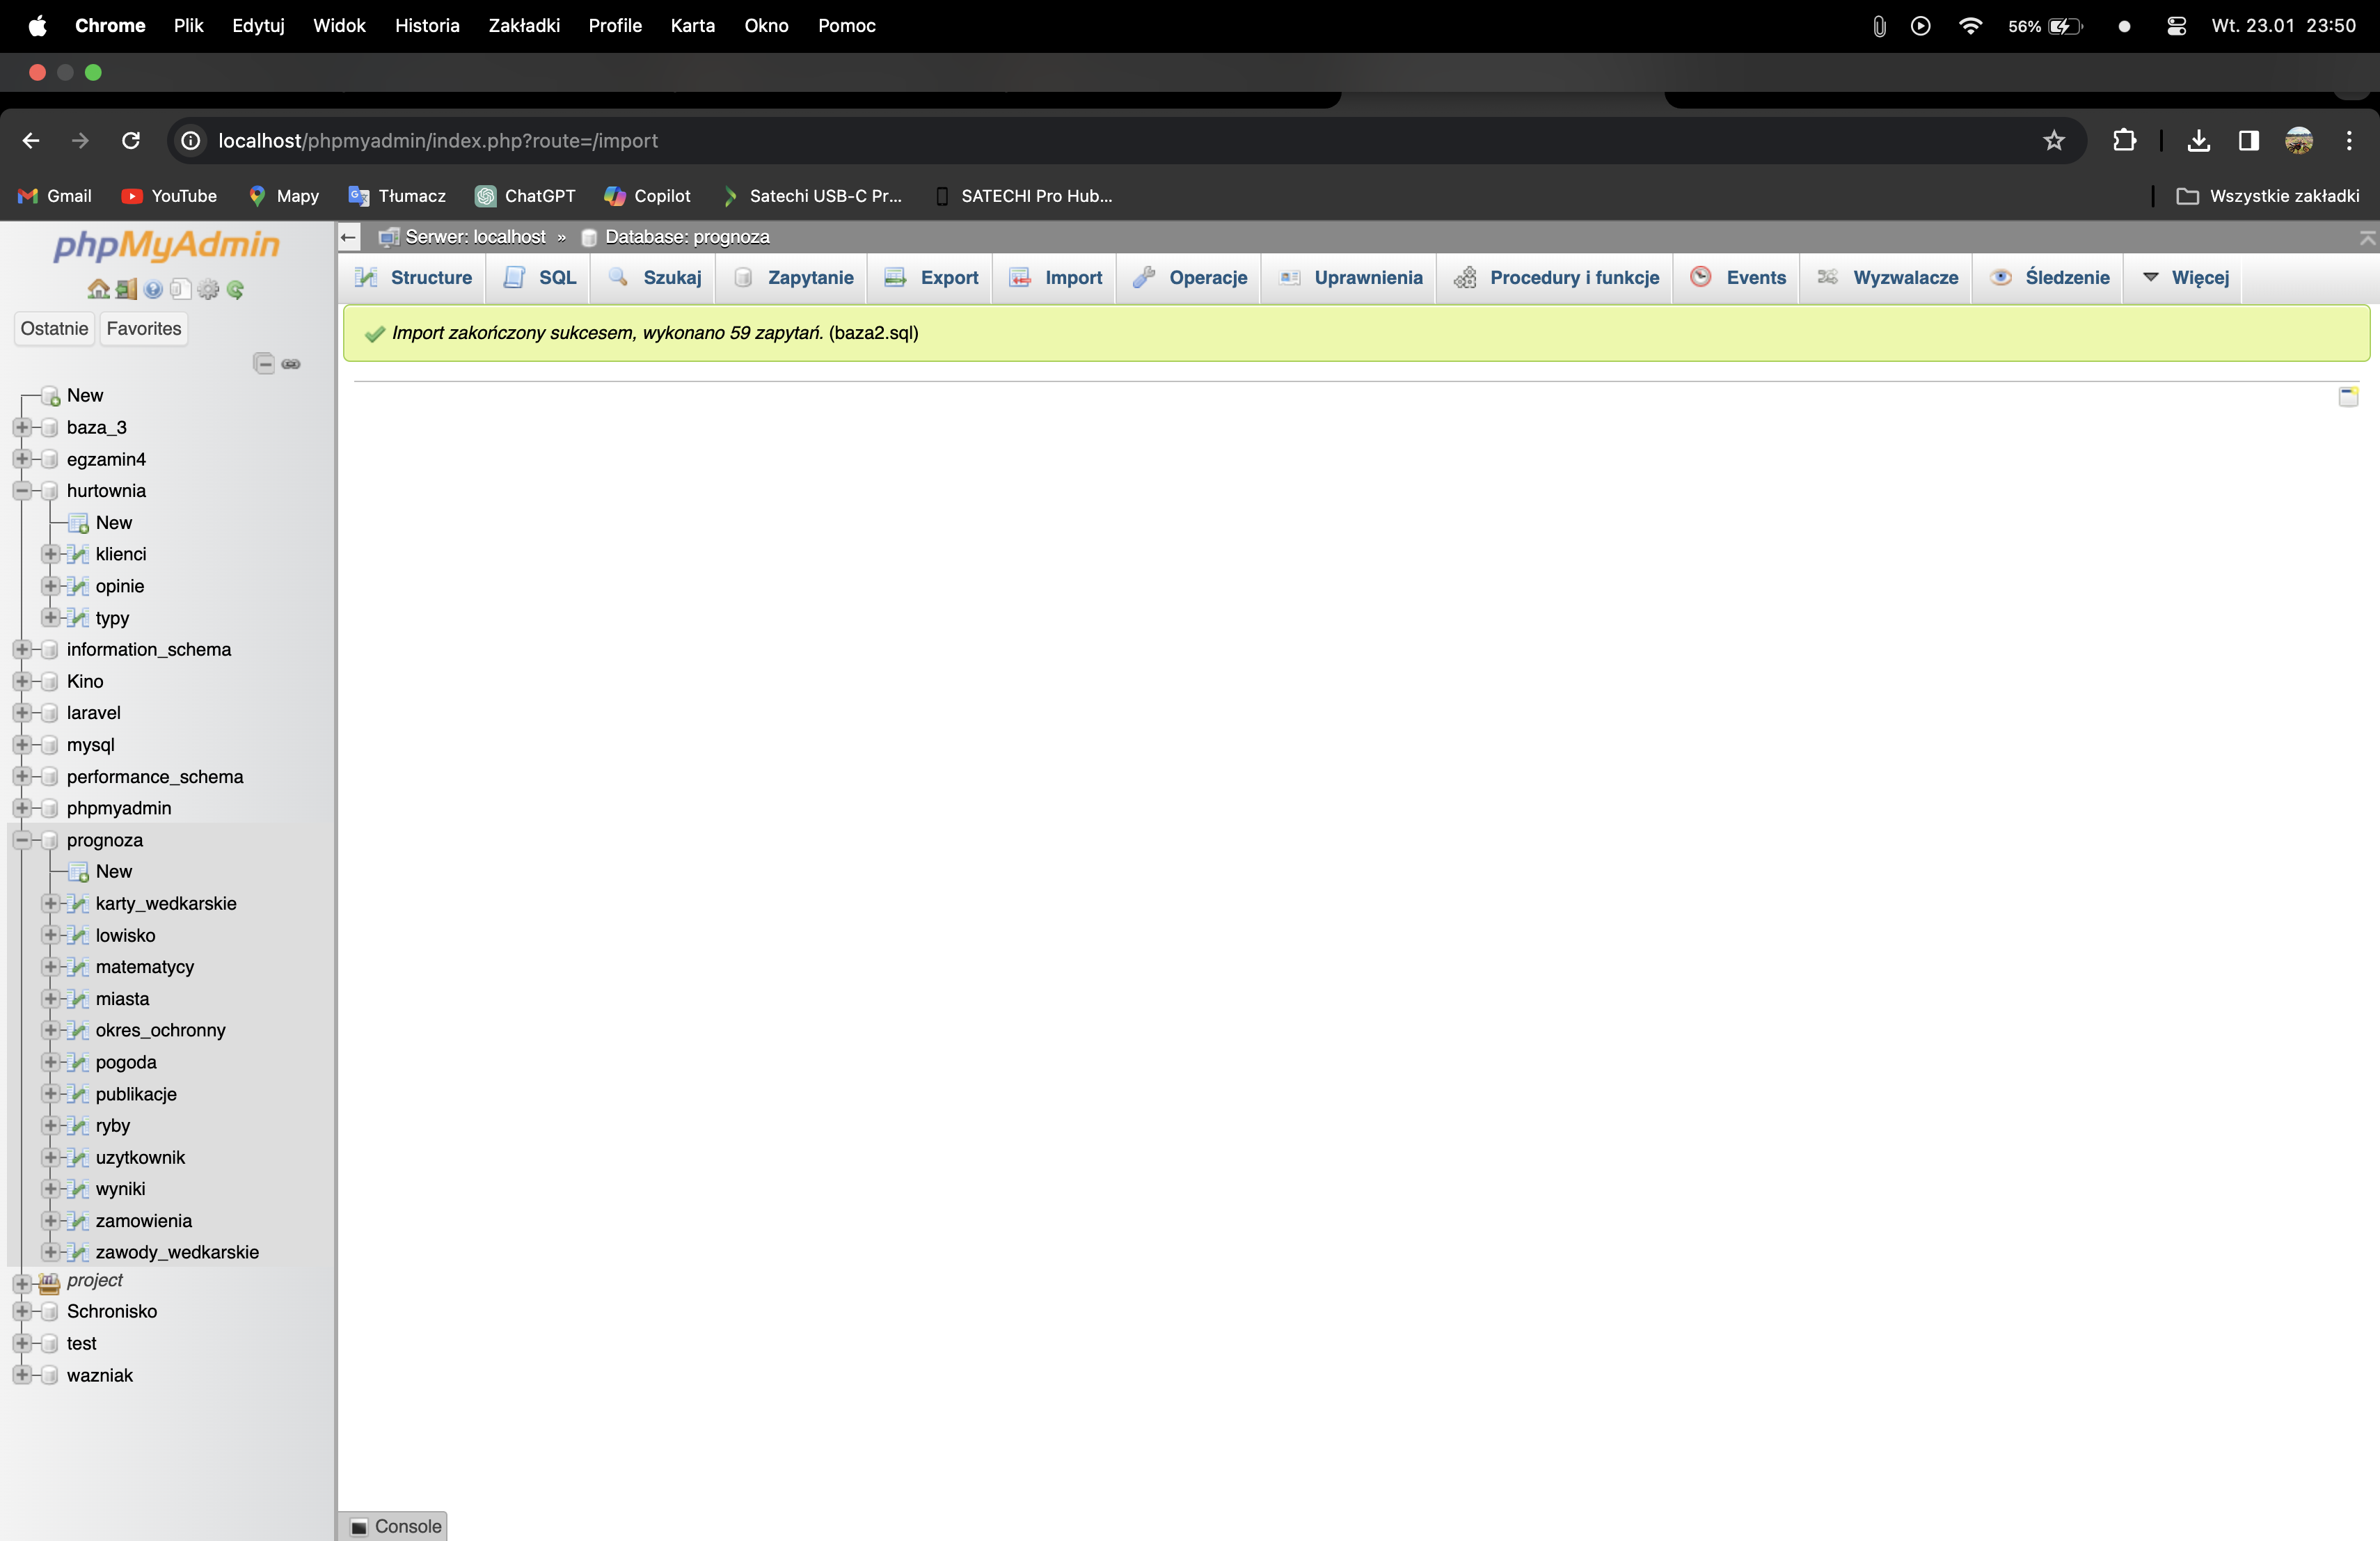 Chrome Plik Edytuj Widok Historia Zakładki Profile Karta Okno Pomoc 56% Wt. 23.01 23:50
localhost/phpmyadmin/index.php?route=/import
Gmail YouTube Mapy Tłumacz ChatGPT Copilot Satechi USB-C Pr... SATECHI Pro Hub... Wszystkie zakładki
phpMyAdmin
Ostatnie Favorites
New
baza_3
egzamin4
hurtownia
New
klienci
opinie
typy
information_schema
Kino
laravel
mysql
performance_schema
phpmyadmin
prognoza
New
karty_wedkarskie
lowisko
matematycy
miasta
okres_ochronny
pogoda
publikacje
ryby
uzytkownik
wyniki
zamowienia
zawody_wedkarskie
project
Schronisko
test
wazniak
Serwer: localhost » Database: prognoza
Structure SQL Szukaj Zapytanie Export Import Operacje Uprawnienia Procedury i funkcje Events Wyzwalacze Śledzenie Więcej
Import zakończony sukcesem, wykonano 59 zapytań. (baza2.sql)
Console